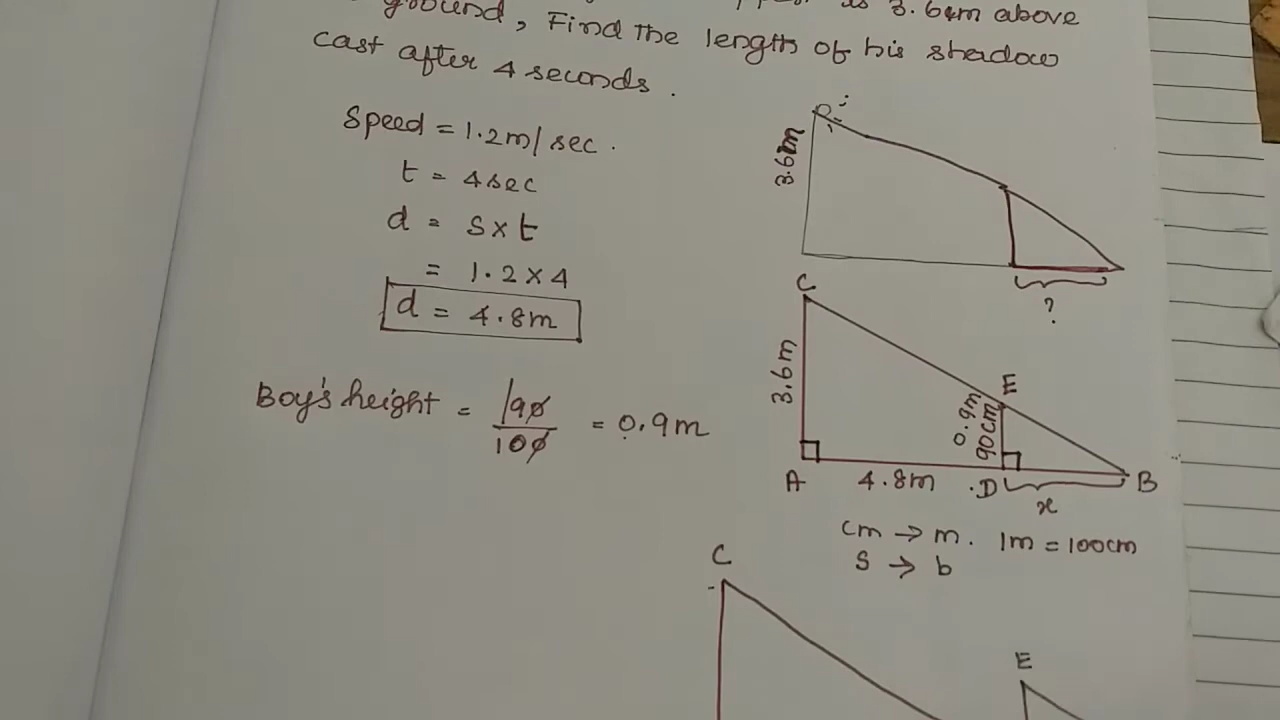 ground, Find the length of his shadow
cast after 4 seconds.
Speed = 1.2m/sec.
t = 4sec
d = s×t
= 1.2×4
d = 4.8m
Boy's height = 90/100 = 0.9m
3.6m
?
C
3.6m
E
0.9m
90cm
A
4.8m
D
B
x
cm → m. 1m = 100cm
S → b
C
E